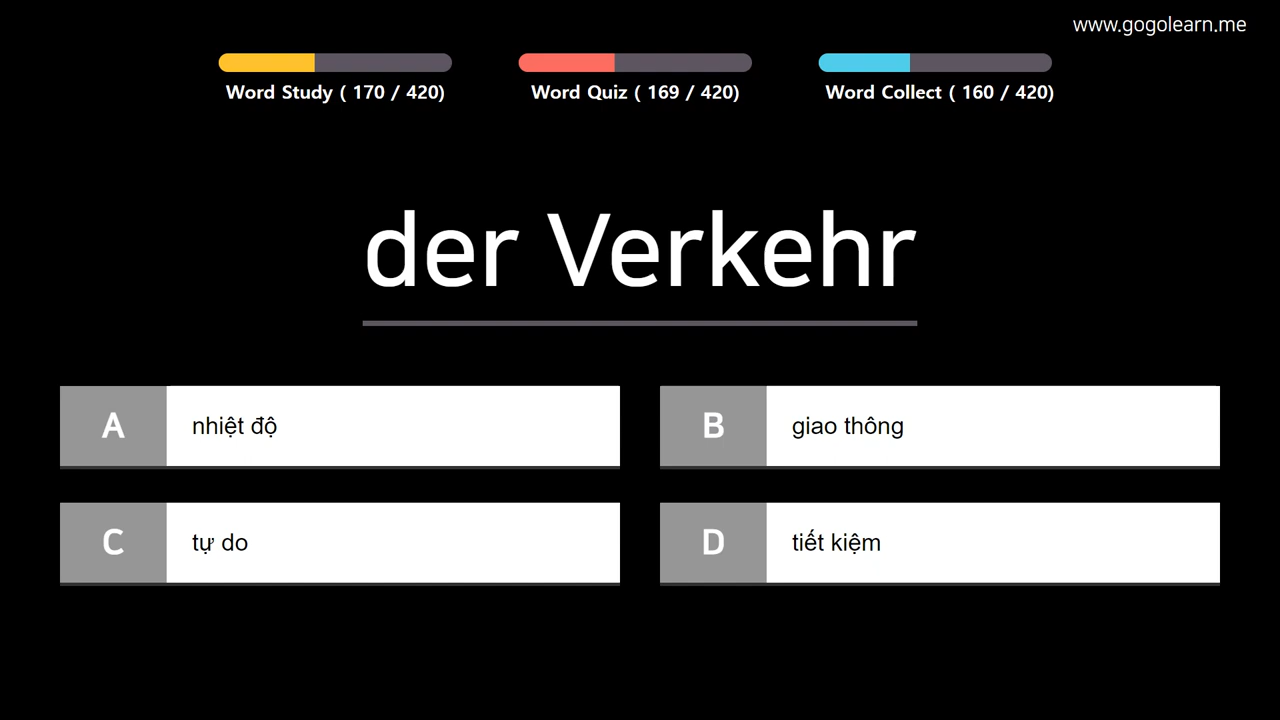 www.gogolearn.me
Word Study ( 170 / 420)
Word Quiz ( 169 / 420)
Word Collect ( 160 / 420)
der Verkehr
A nhiệt độ
B giao thông
C tự do
D tiết kiệm